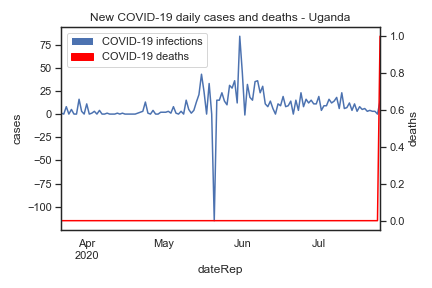 New COVID-19 daily cases and deaths - Uganda
COVID-19 infections
COVID-19 deaths
75
50
25
0
−25
−50
−75
−100
cases
1.0
0.8
0.6
0.4
0.2
0.0
deaths
Apr
2020
May
Jun
Jul
dateRep